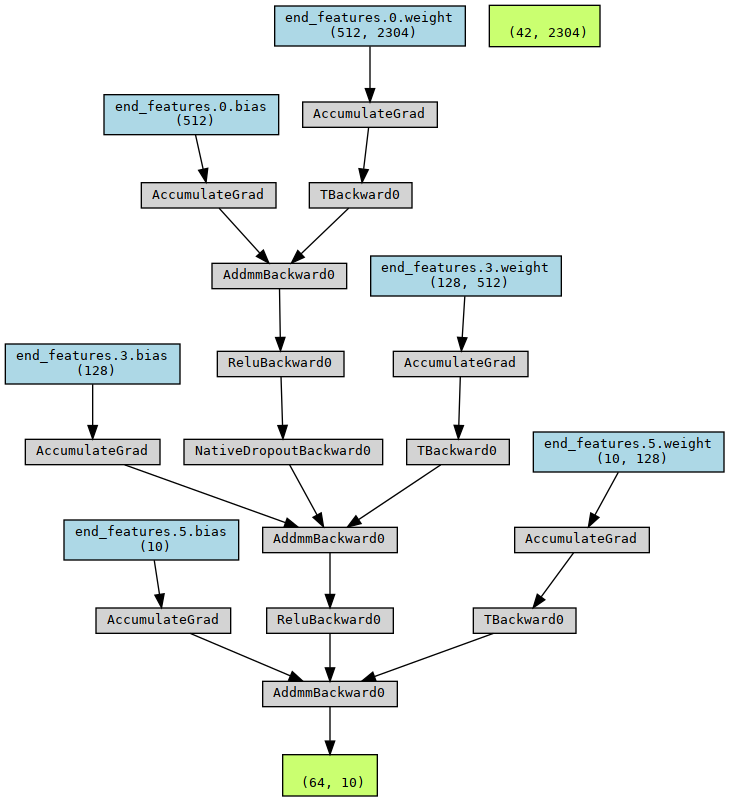 end_features.0.weight
(512, 2304)
(42, 2304)
end_features.0.bias
(512)
AccumulateGrad
AccumulateGrad
TBackward0
AddmmBackward0
end_features.3.weight
(128, 512)
end_features.3.bias
(128)
ReluBackward0
AccumulateGrad
AccumulateGrad
NativeDropoutBackward0
TBackward0
end_features.5.weight
(10, 128)
end_features.5.bias
(10)
AddmmBackward0
AccumulateGrad
AccumulateGrad
ReluBackward0
TBackward0
AddmmBackward0
(64, 10)